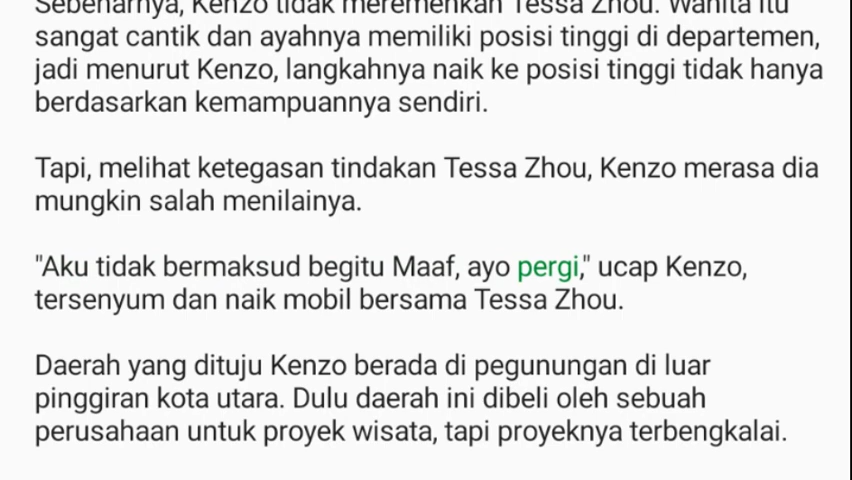 Sebenarnya, Kenzo tidak meremehkan Tessa Zhou. Wanita itu
sangat cantik dan ayahnya memiliki posisi tinggi di departemen,
jadi menurut Kenzo, langkahnya naik ke posisi tinggi tidak hanya
berdasarkan kemampuannya sendiri.
Tapi, melihat ketegasan tindakan Tessa Zhou, Kenzo merasa dia
mungkin salah menilainya.
"Aku tidak bermaksud begitu Maaf, ayo pergi," ucap Kenzo,
tersenyum dan naik mobil bersama Tessa Zhou.
Daerah yang dituju Kenzo berada di pegunungan di luar
pinggiran kota utara. Dulu daerah ini dibeli oleh sebuah
perusahaan untuk proyek wisata, tapi proyeknya terbengkalai.